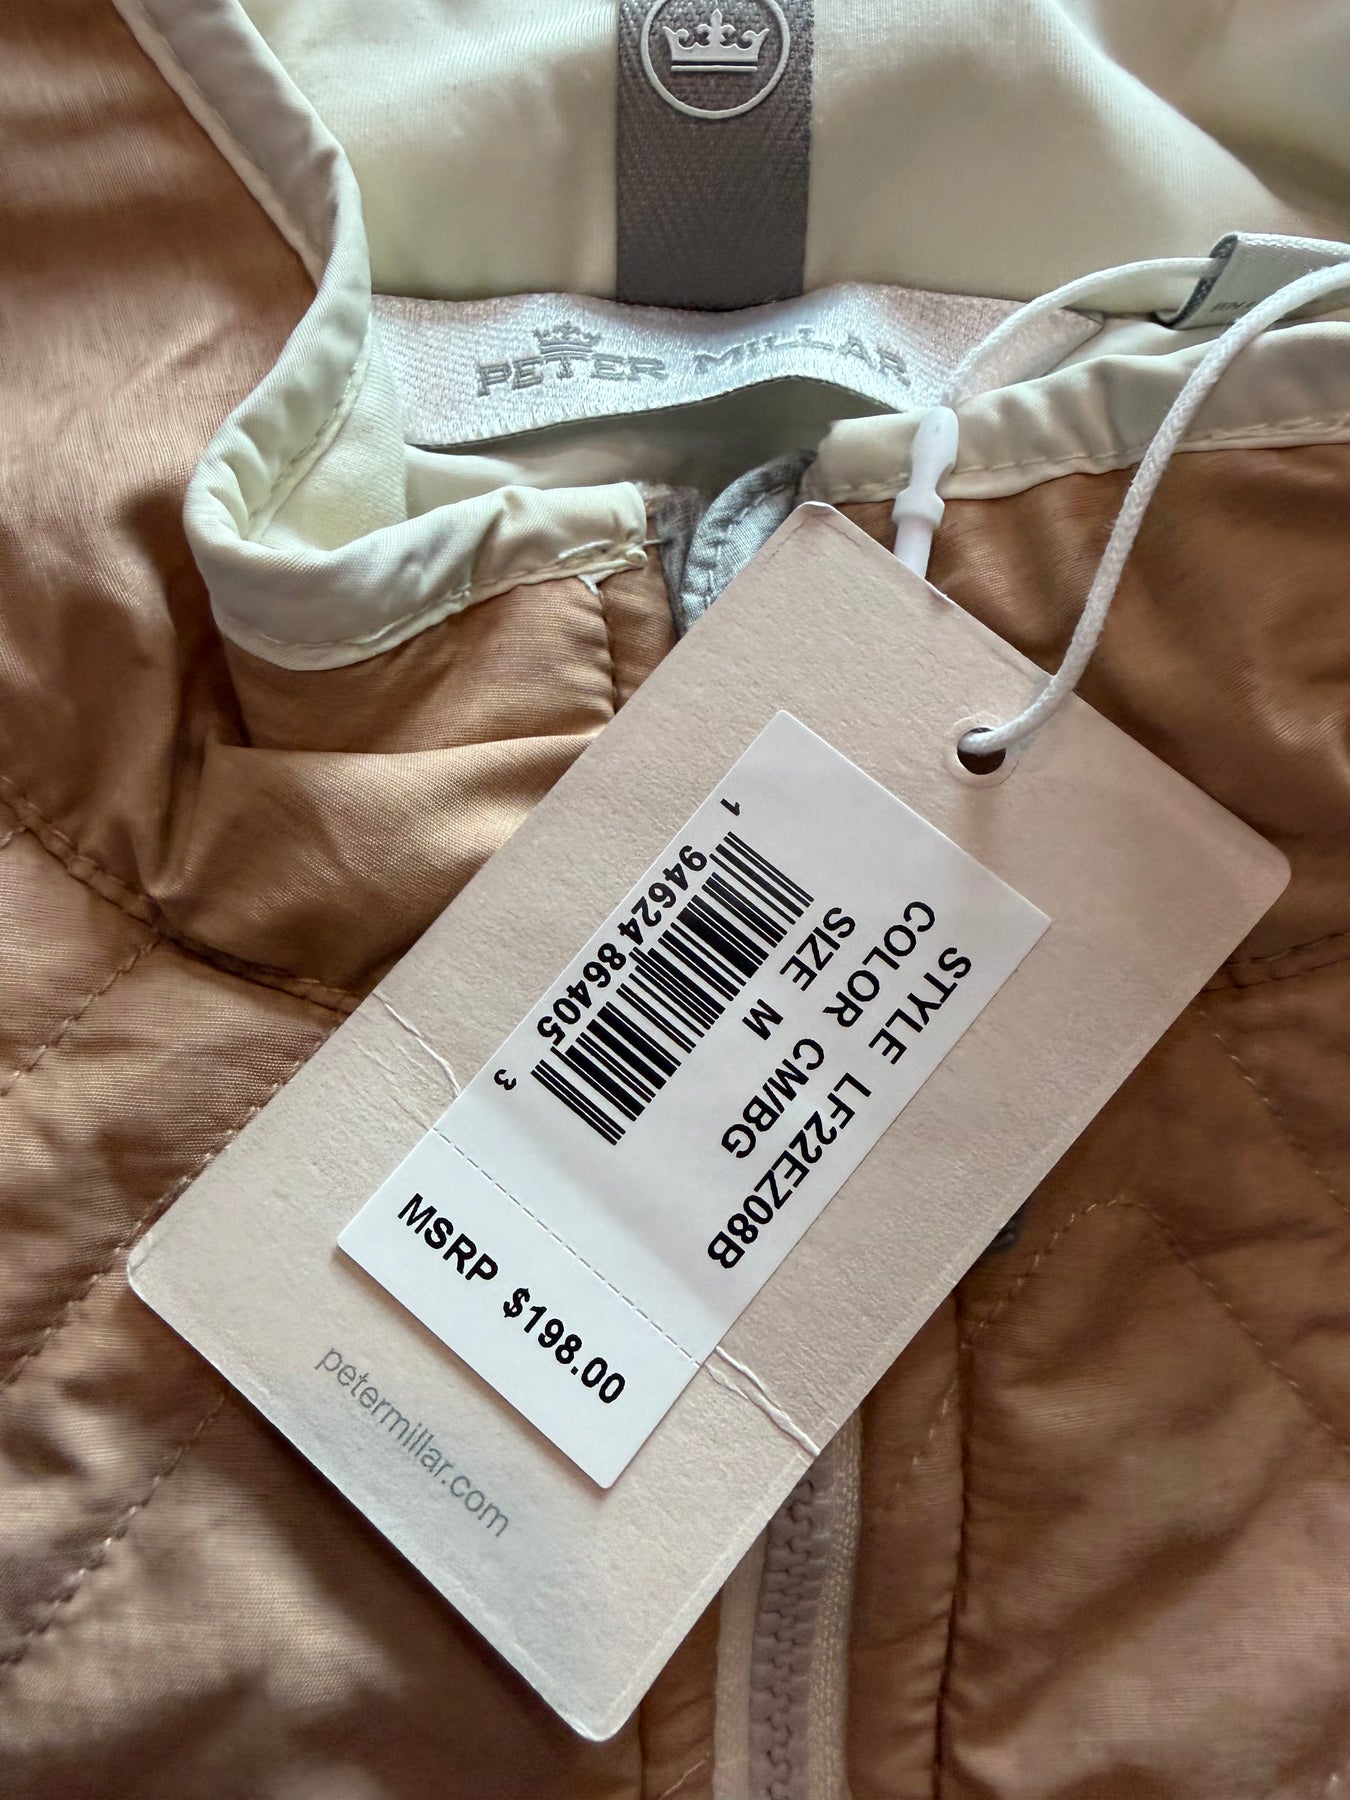 PETER MILLAR
STYLE LF22EZ08B
COLOR CM/BG
SIZE M
1 94624 86405 3
MSRP $198.00
petermillar.com